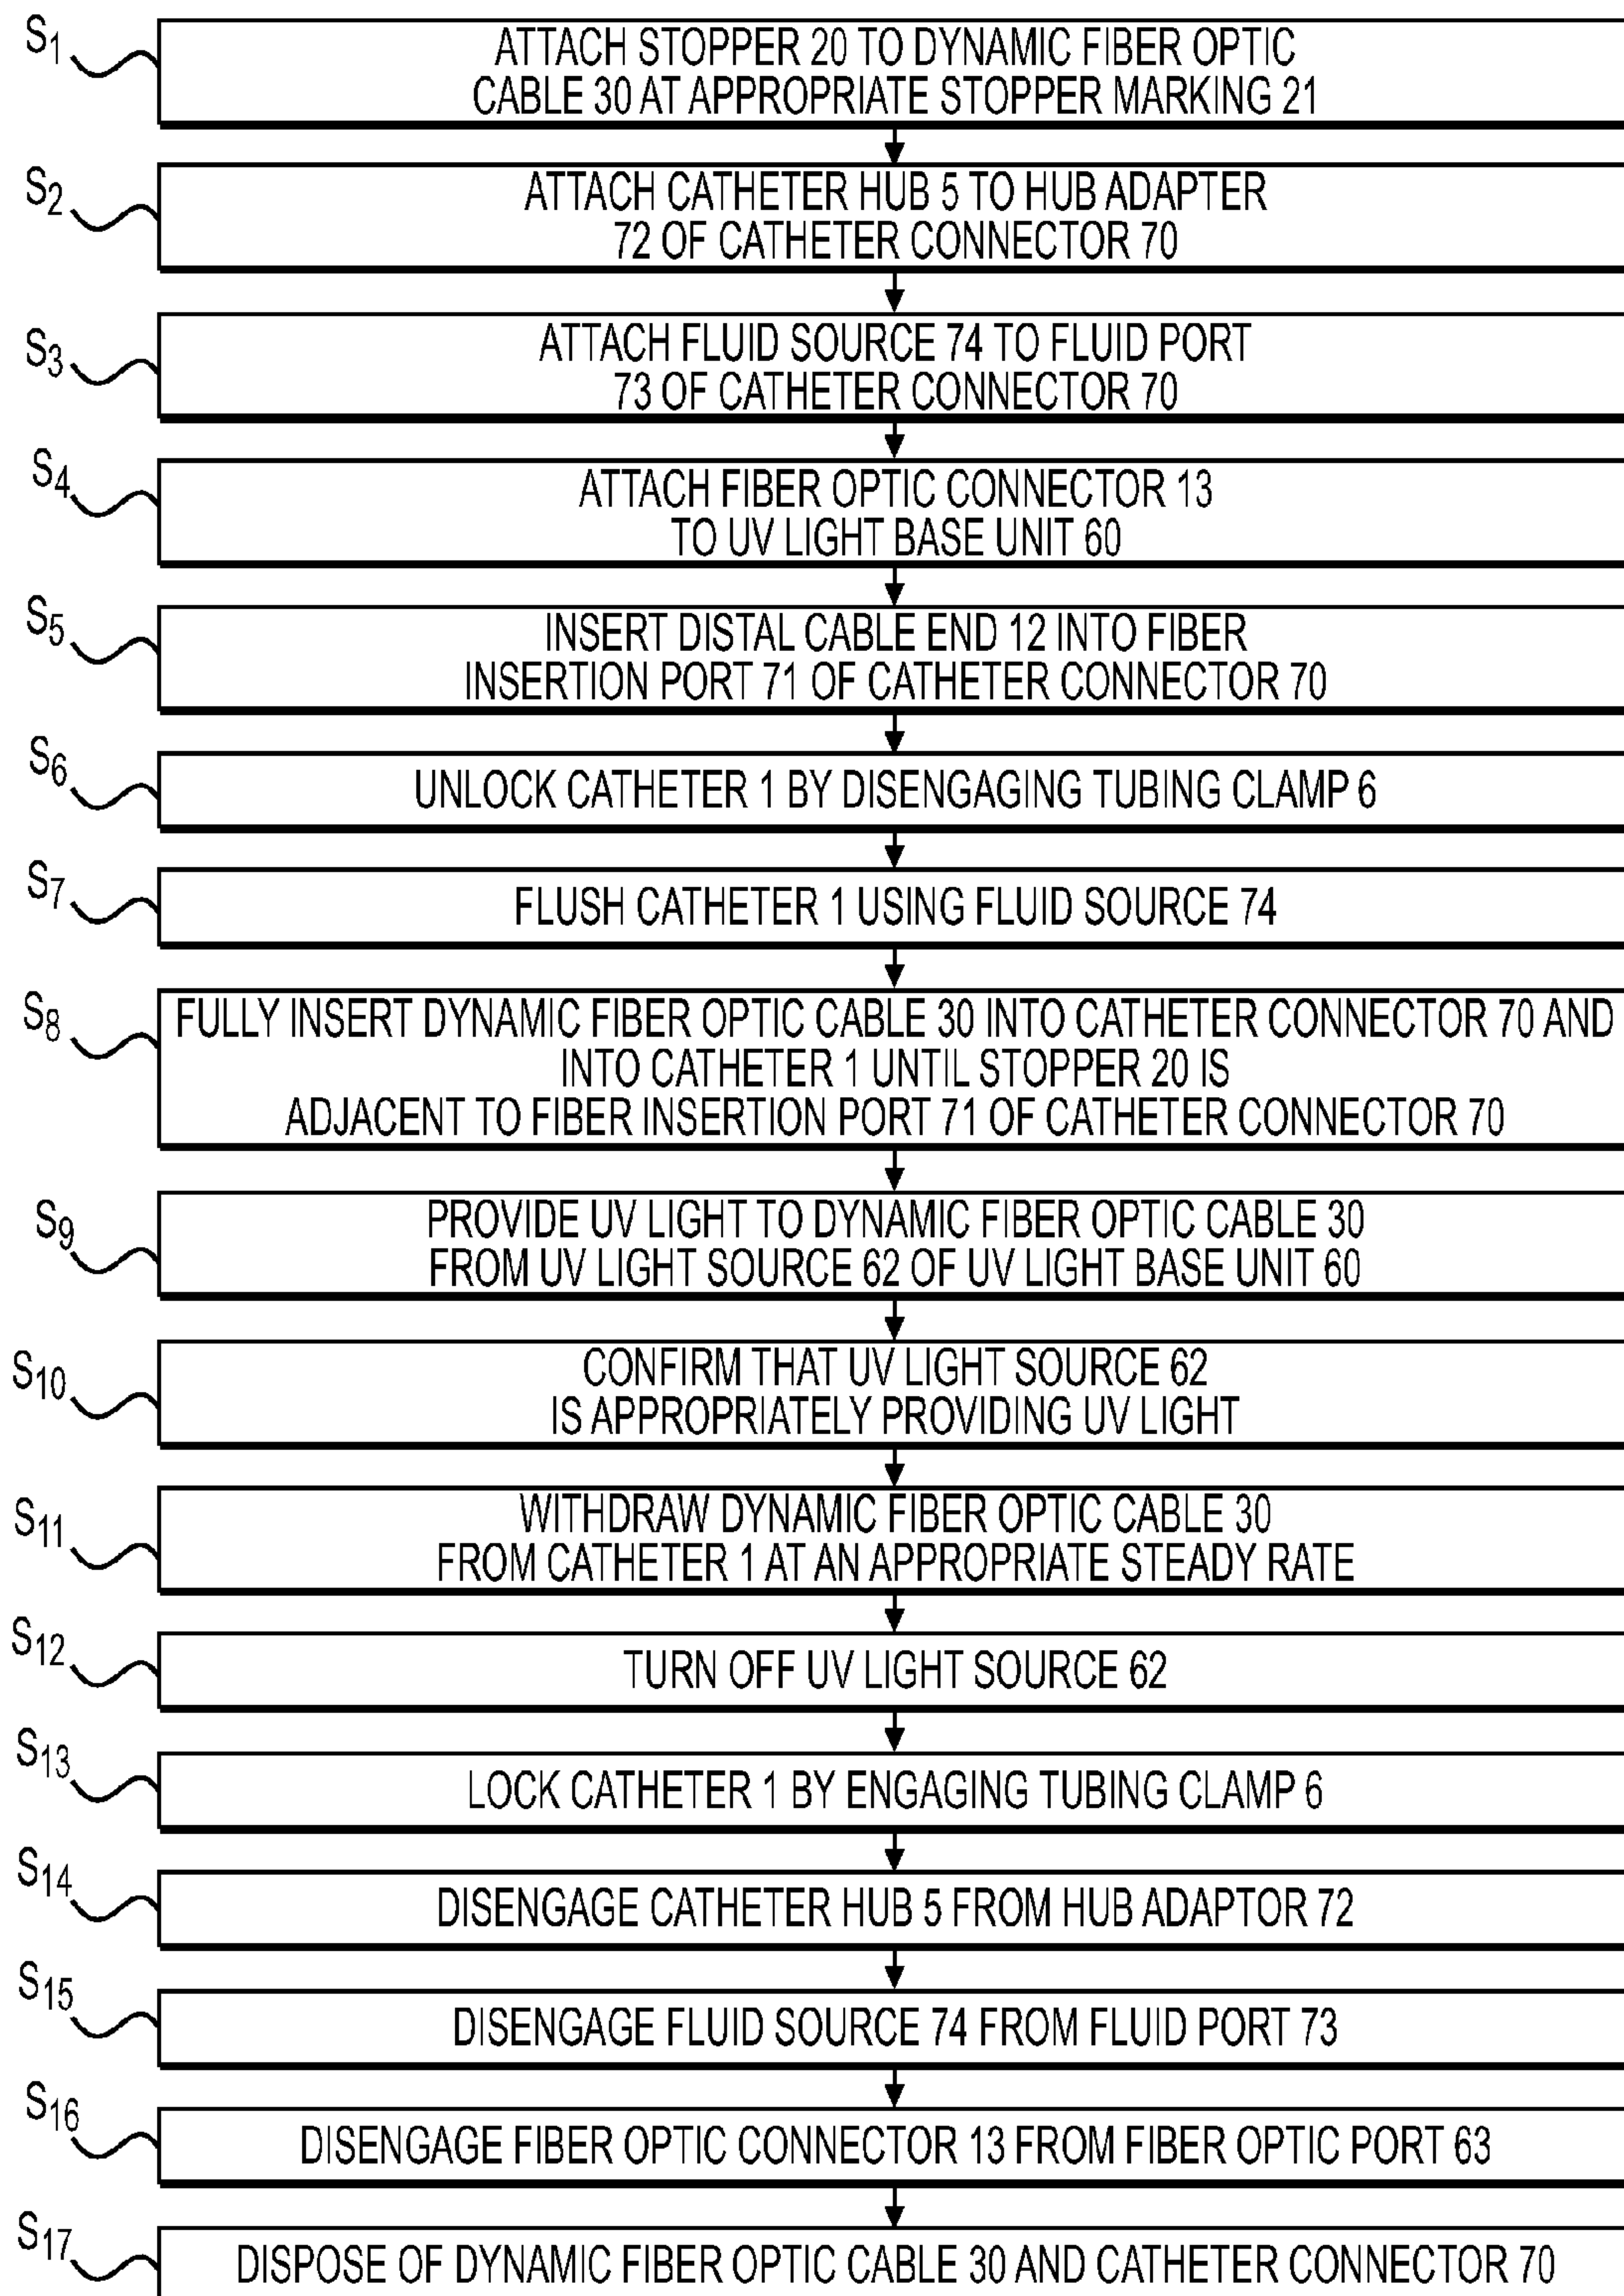 S1
ATTACH STOPPER 20 TO DYNAMIC FIBER OPTIC
CABLE 30 AT APPROPRIATE STOPPER MARKING 21
S2
ATTACH CATHETER HUB 5 TO HUB ADAPTER
72 OF CATHETER CONNECTOR 70
S3
ATTACH FLUID SOURCE 74 TO FLUID PORT
73 OF CATHETER CONNECTOR 70
S4
ATTACH FIBER OPTIC CONNECTOR 13
TO UV LIGHT BASE UNIT 60
S5
INSERT DISTAL CABLE END 12 INTO FIBER
INSERTION PORT 71 OF CATHETER CONNECTOR 70
S6
UNLOCK CATHETER 1 BY DISENGAGING TUBING CLAMP 6
S7
FLUSH CATHETER 1 USING FLUID SOURCE 74
S8
FULLY INSERT DYNAMIC FIBER OPTIC CABLE 30 INTO CATHETER CONNECTOR 70 AND
INTO CATHETER 1 UNTIL STOPPER 20 IS
ADJACENT TO FIBER INSERTION PORT 71 OF CATHETER CONNECTOR 70
S9
PROVIDE UV LIGHT TO DYNAMIC FIBER OPTIC CABLE 30
FROM UV LIGHT SOURCE 62 OF UV LIGHT BASE UNIT 60
S10
CONFIRM THAT UV LIGHT SOURCE 62
IS APPROPRIATELY PROVIDING UV LIGHT
S11
WITHDRAW DYNAMIC FIBER OPTIC CABLE 30
FROM CATHETER 1 AT AN APPROPRIATE STEADY RATE
S12
TURN OFF UV LIGHT SOURCE 62
S13
LOCK CATHETER 1 BY ENGAGING TUBING CLAMP 6
S14
DISENGAGE CATHETER HUB 5 FROM HUB ADAPTOR 72
S15
DISENGAGE FLUID SOURCE 74 FROM FLUID PORT 73
S16
DISENGAGE FIBER OPTIC CONNECTOR 13 FROM FIBER OPTIC PORT 63
S17
DISPOSE OF DYNAMIC FIBER OPTIC CABLE 30 AND CATHETER CONNECTOR 70